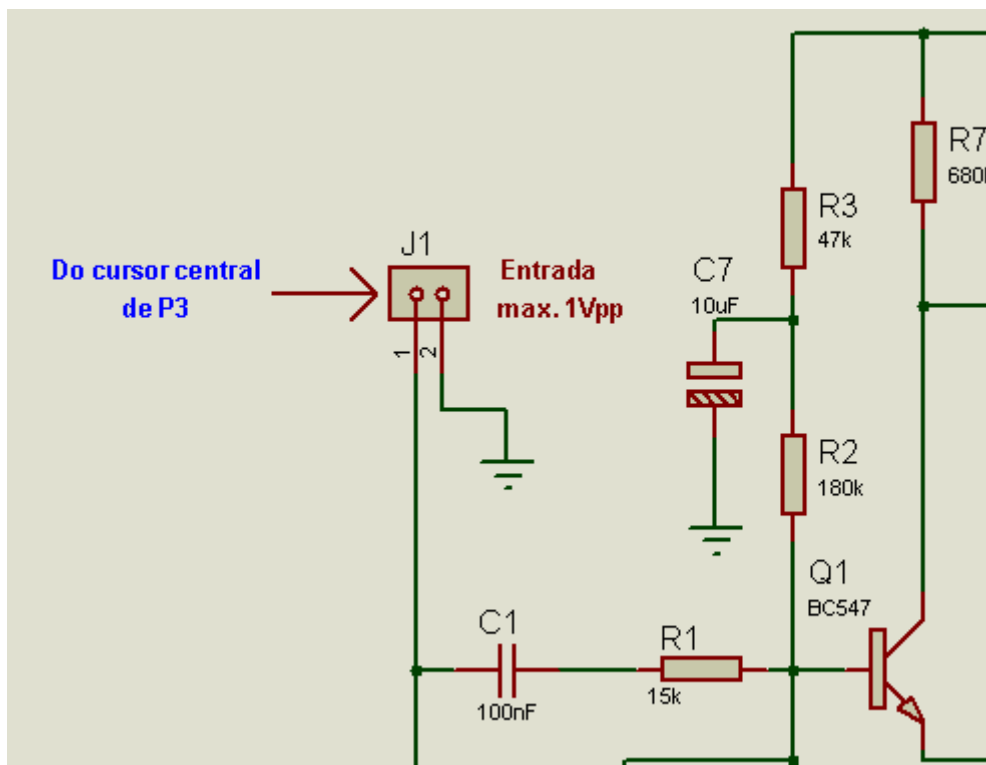 R7
R3
47k
J1
Do cursor central
de P3
Entrada
max. 1Vpp
C7
10uF
1
2
R2
180k
Q1
BC547
C1
100nF
R1
15k